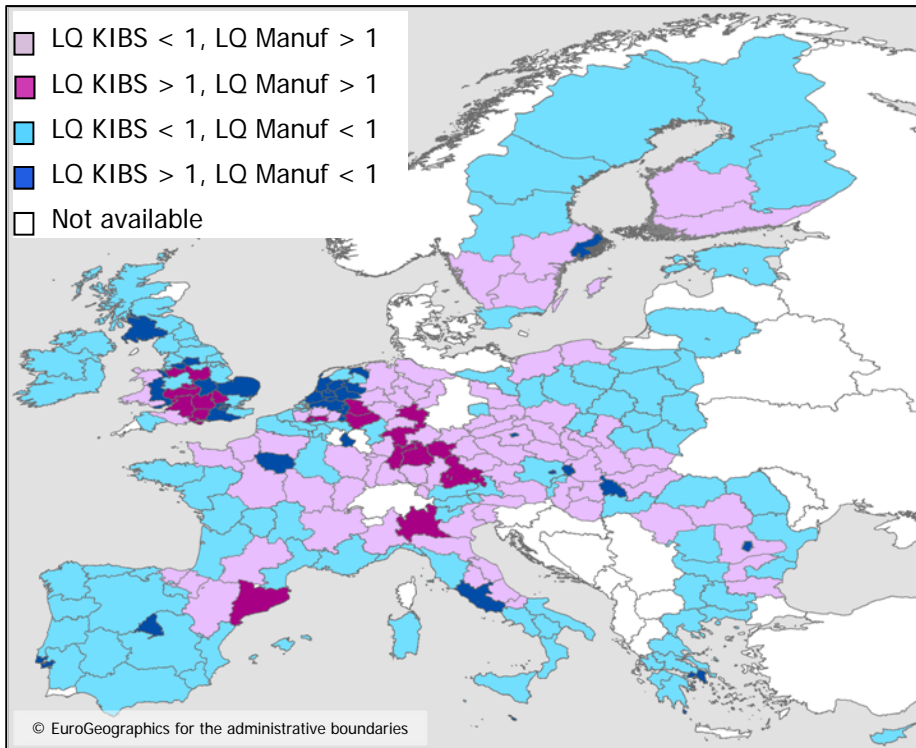 LQ KIBS < 1, LQ Manuf > 1
LQ KIBS > 1, LQ Manuf > 1
LQ KIBS < 1, LQ Manuf < 1
LQ KIBS > 1, LQ Manuf < 1
Not available
© EuroGeographics for the administrative boundaries